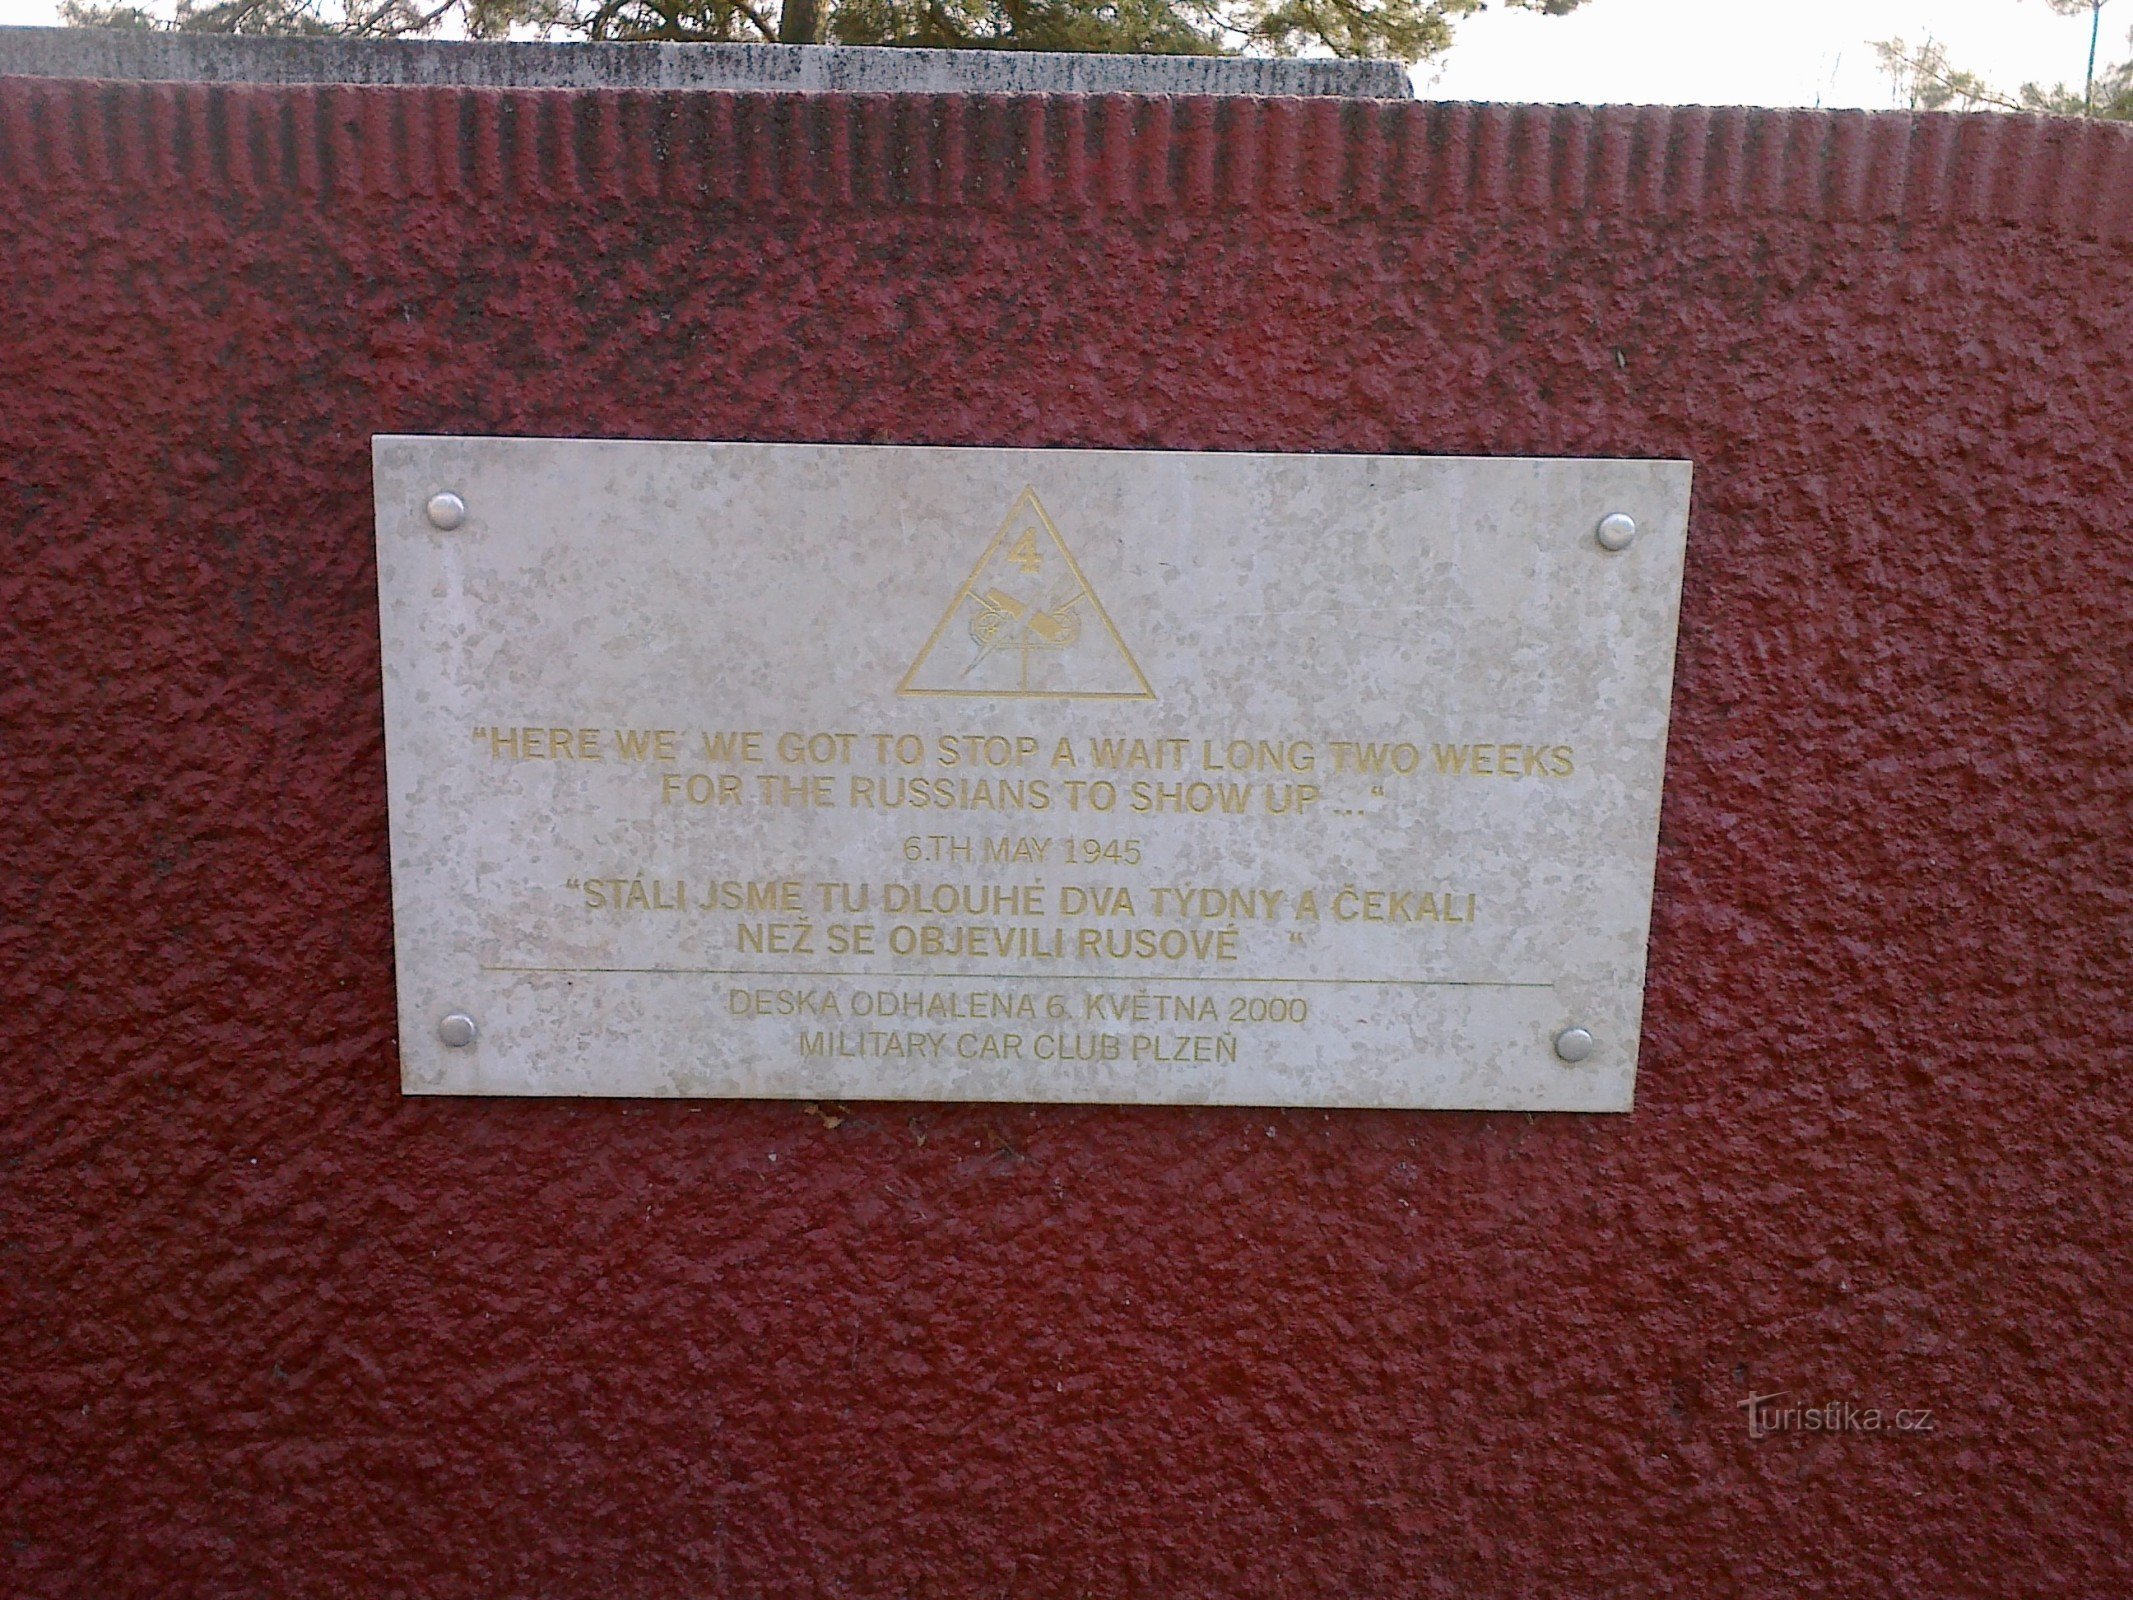 4
“HERE WE´ WE GOT TO STOP A WAIT LONG TWO WEEKS
FOR THE RUSSIANS TO SHOW UP ...“
6.TH MAY 1945
“STÁLI JSME TU DLOUHÉ DVA TÝDNY A ČEKALI
NEŽ SE OBJEVILI RUSOVÉ “
DESKA ODHALENA 6. KVĚTNA 2000
MILITARY CAR CLUB PLZEŇ
Turistika.cz